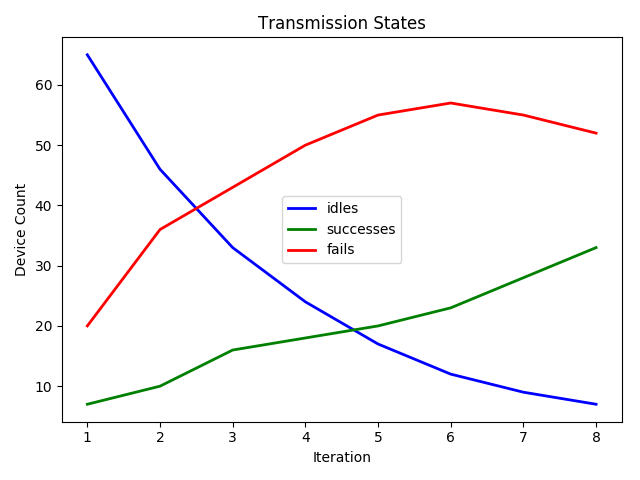 Transmission States
60
50
40
30
20
10
Device Count
idles
successes
fails
1 2 3 4 5 6 7 8
Iteration